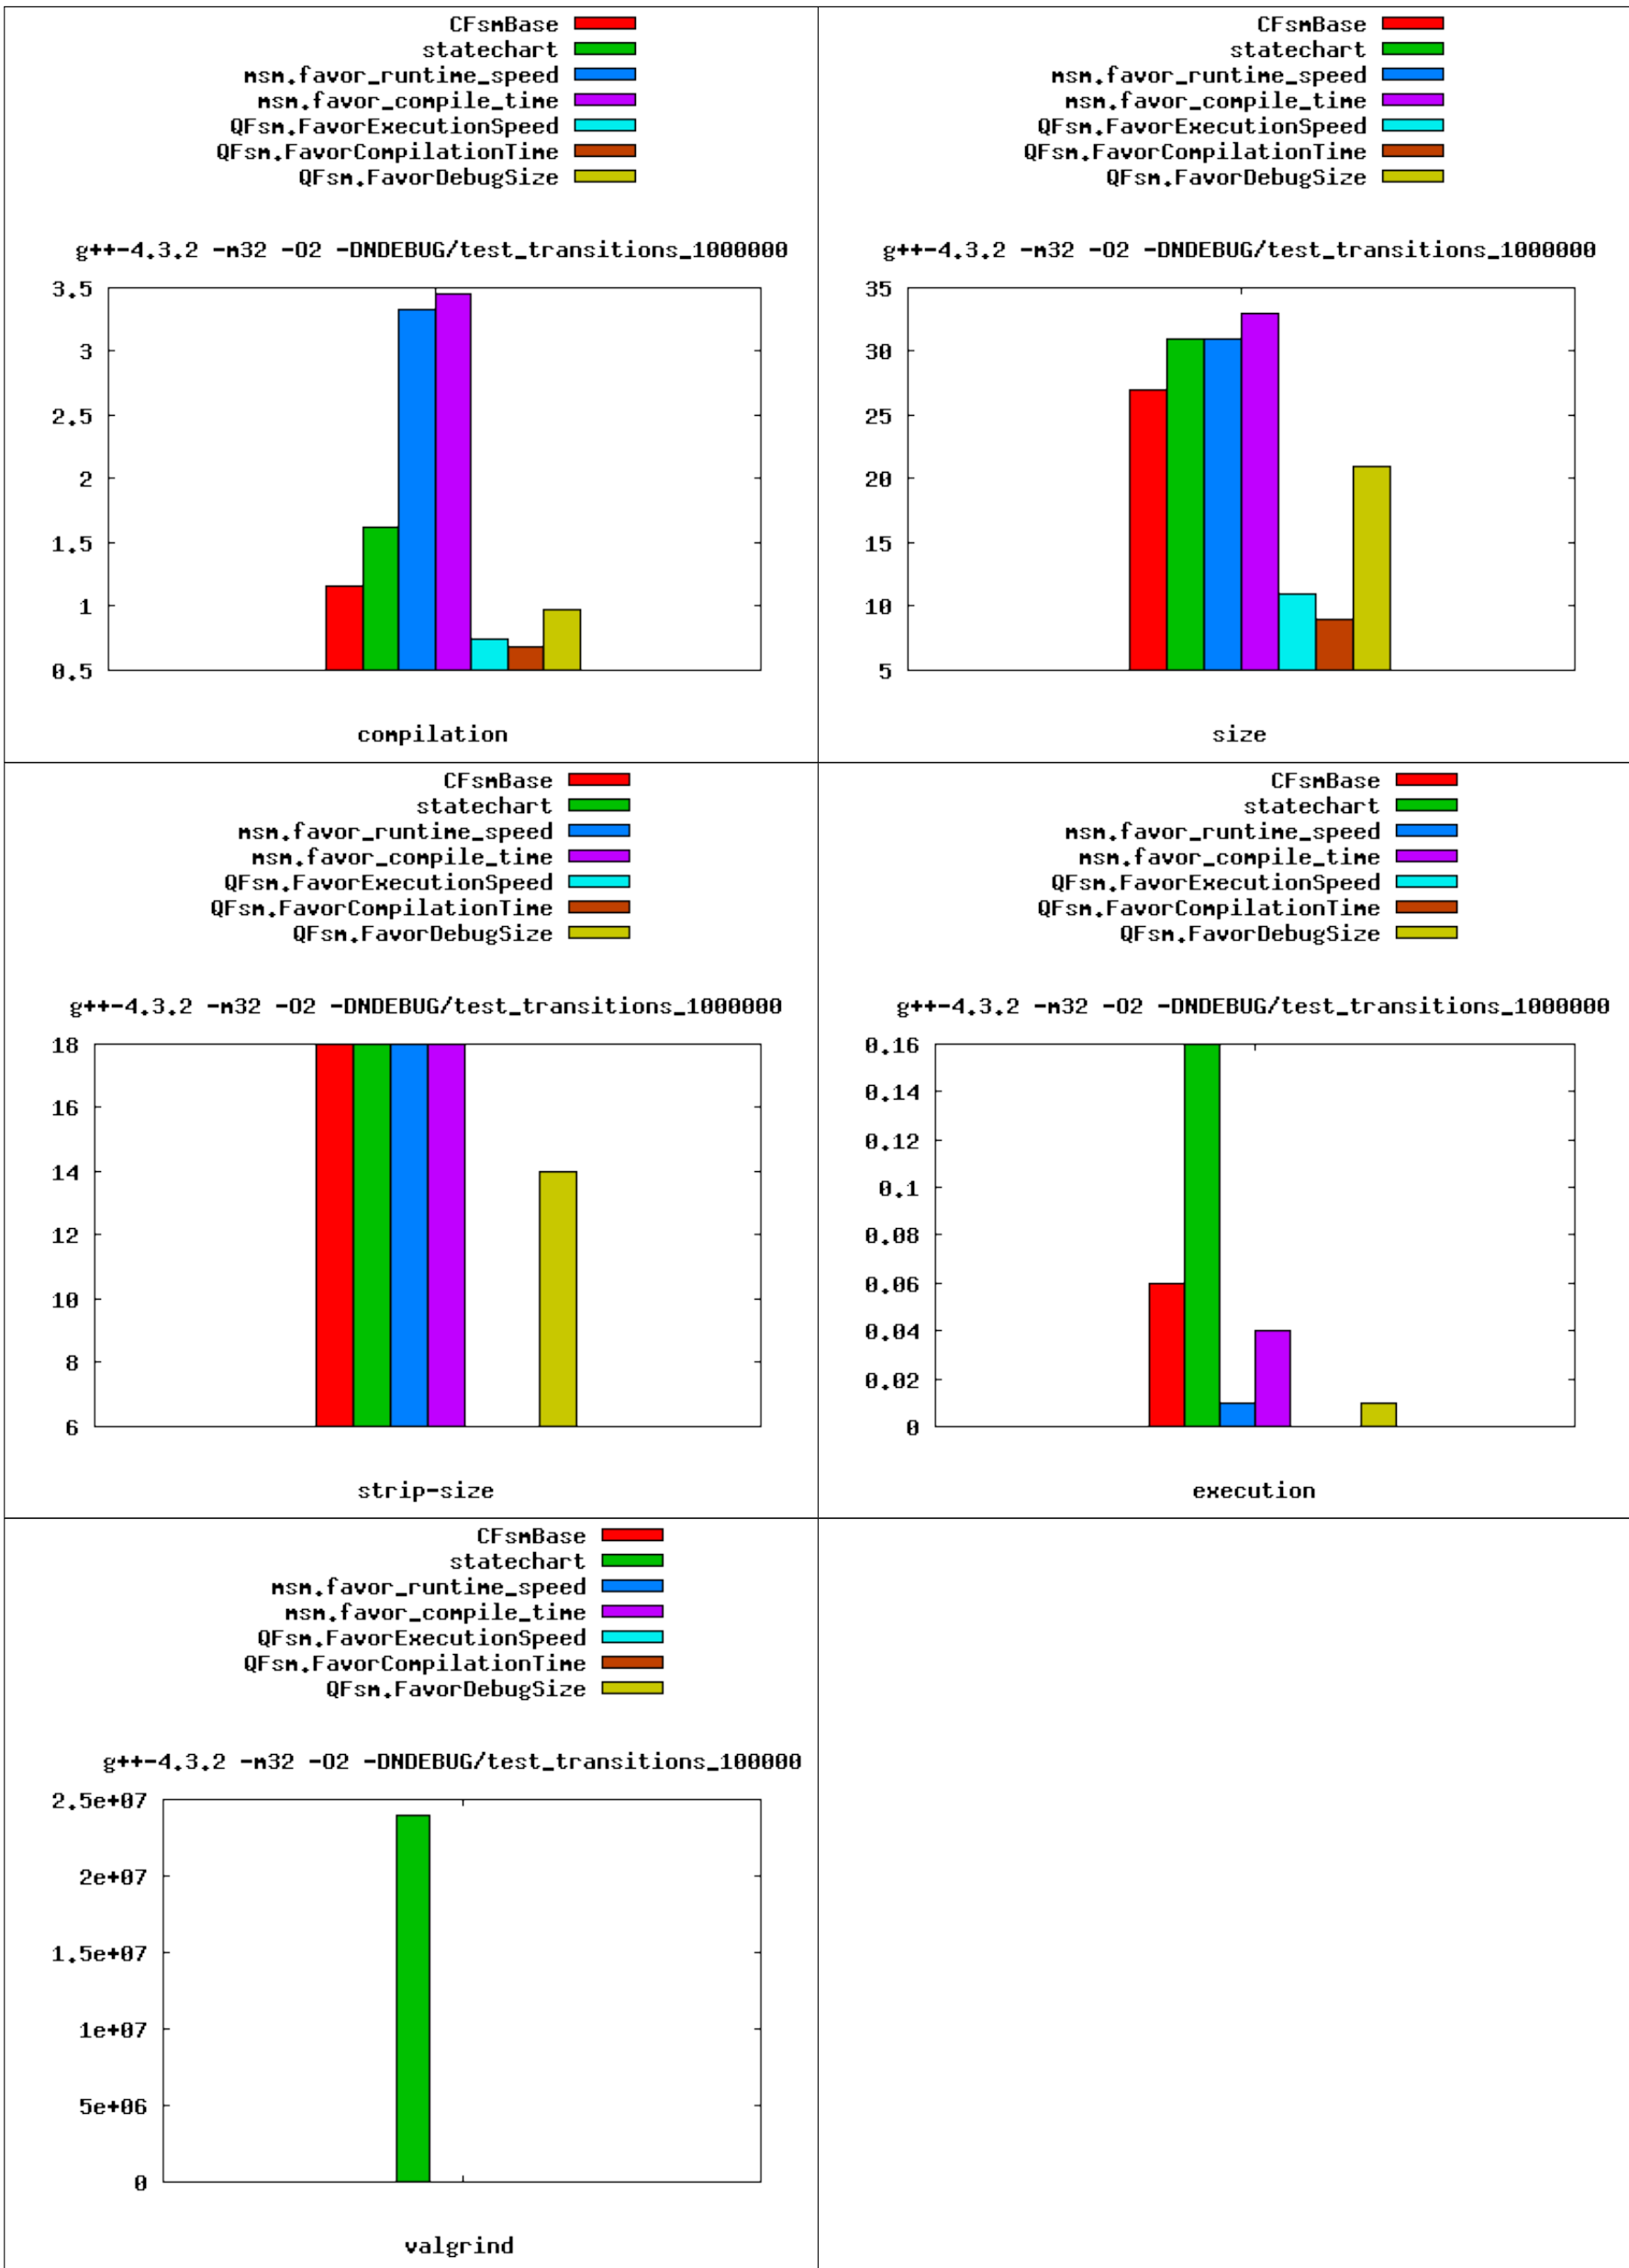 CFsmBase
statechart
msm.favor_runtime_speed
msm.favor_compile_time
QFsm.FavorExecutionSpeed
QFsm.FavorCompilationTime
QFsm.FavorDebugSize
g++-4.3.2 -m32 -O2 -DNDEBUG/test_transitions_1000000
3.5
3
2.5
2
1.5
1
0.5
compilation
CFsmBase
statechart
msm.favor_runtime_speed
msm.favor_compile_time
QFsm.FavorExecutionSpeed
QFsm.FavorCompilationTime
QFsm.FavorDebugSize
g++-4.3.2 -m32 -O2 -DNDEBUG/test_transitions_1000000
35
30
25
20
15
10
5
size
CFsmBase
statechart
msm.favor_runtime_speed
msm.favor_compile_time
QFsm.FavorExecutionSpeed
QFsm.FavorCompilationTime
QFsm.FavorDebugSize
g++-4.3.2 -m32 -O2 -DNDEBUG/test_transitions_1000000
18
16
14
12
10
8
6
strip-size
CFsmBase
statechart
msm.favor_runtime_speed
msm.favor_compile_time
QFsm.FavorExecutionSpeed
QFsm.FavorCompilationTime
QFsm.FavorDebugSize
g++-4.3.2 -m32 -O2 -DNDEBUG/test_transitions_1000000
0.16
0.14
0.12
0.1
0.08
0.06
0.04
0.02
0
execution
CFsmBase
statechart
msm.favor_runtime_speed
msm.favor_compile_time
QFsm.FavorExecutionSpeed
QFsm.FavorCompilationTime
QFsm.FavorDebugSize
g++-4.3.2 -m32 -O2 -DNDEBUG/test_transitions_100000
2.5e+07
2e+07
1.5e+07
1e+07
5e+06
0
valgrind